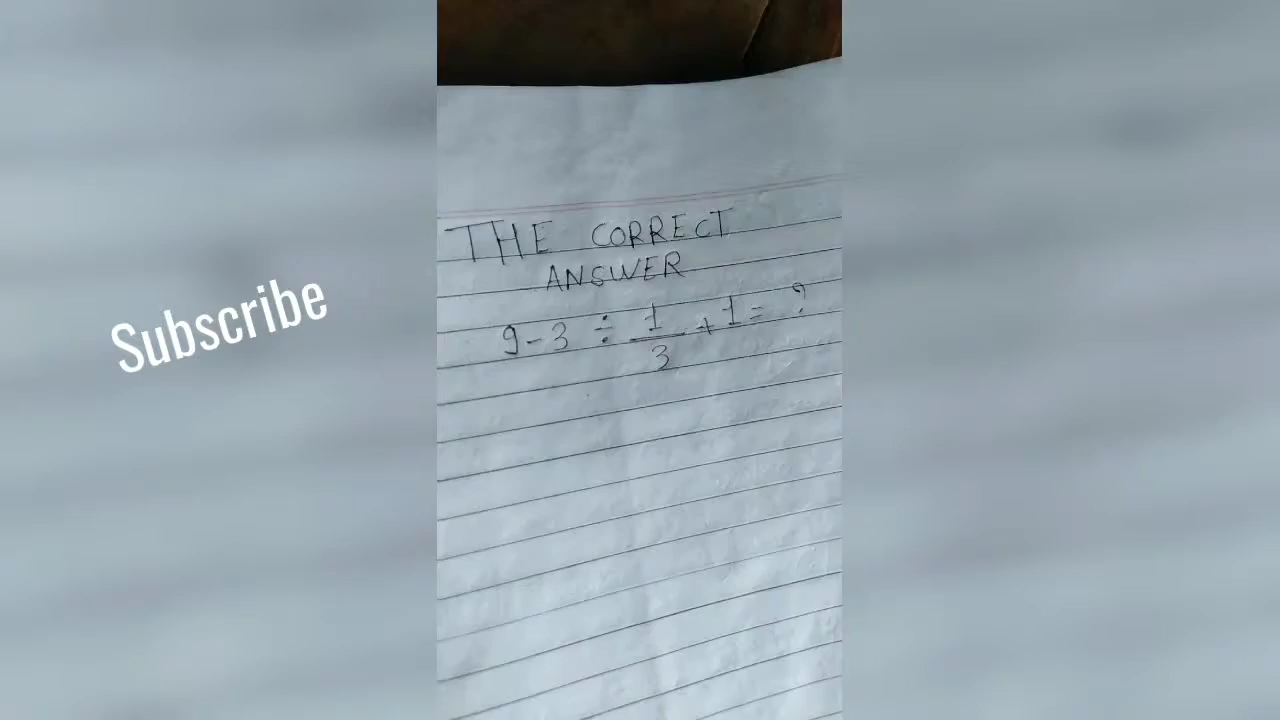 Subscribe
THE CORRECT
ANSWER
9-3 ÷ 1/3 + 1 = ?